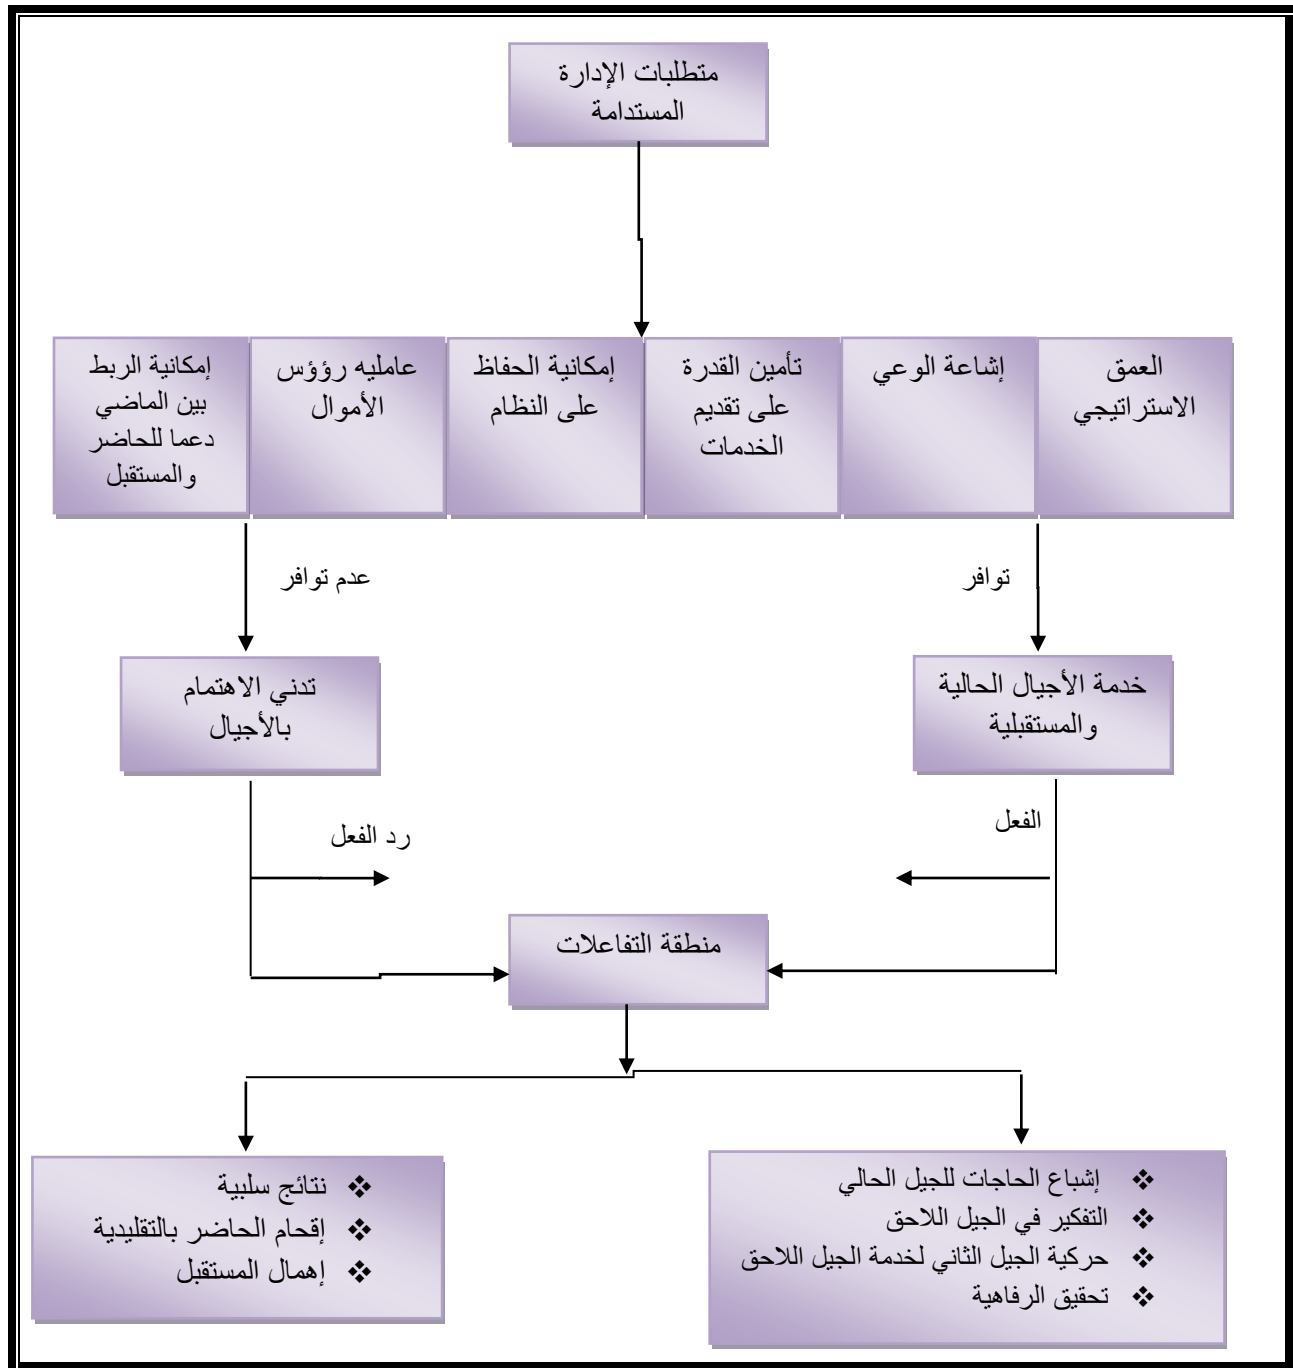 متطلبات الإدارة
المستدامة
العمق
الاستراتيجي
إشاعة الوعي
تأمين القدرة
على تقديم
الخدمات
إمكانية الحفاظ
على النظام
عامليه رؤوس
الأموال
إمكانية الربط
بين الماضي
دعما للحاضر
والمستقبل
توافر
عدم توافر
خدمة الأجيال الحالية
والمستقبلية
تدني الاهتمام
بالأجيال
الفعل
رد الفعل
منطقة التفاعلات
❖ إشباع الحاجات للجيل الحالي
❖ التفكير في الجيل اللاحق
❖ حركية الجيل الثاني لخدمة الجيل اللاحق
❖ تحقيق الرفاهية
❖ نتائج سلبية
❖ إقحام الحاضر بالتقليدية
❖ إهمال المستقبل